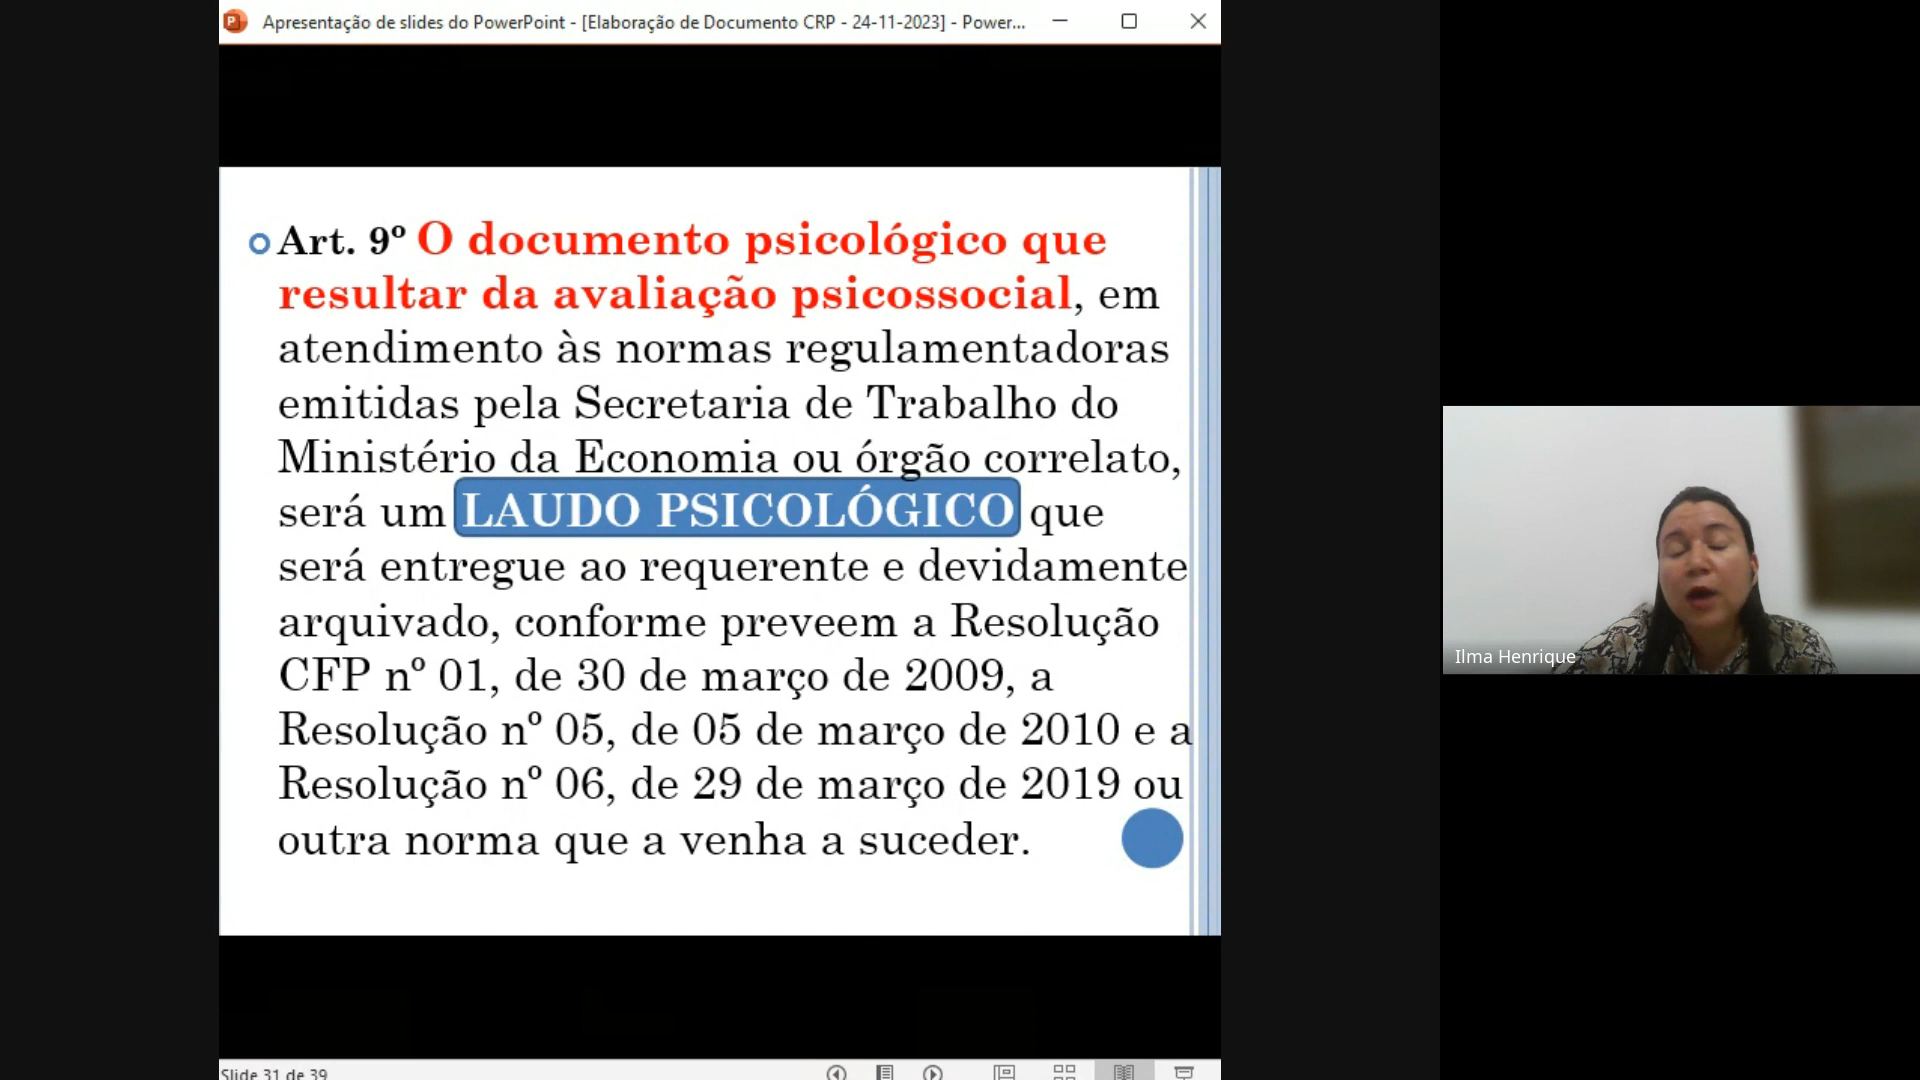 Apresentação de slides do PowerPoint - [Elaboração de Documento CRP - 24-11-2023] - Power...
Art. 9º O documento psicológico que
resultar da avaliação psicossocial, em
atendimento às normas regulamentadoras
emitidas pela Secretaria de Trabalho do
Ministério da Economia ou órgão correlato,
será um LAUDO PSICOLÓGICO que
será entregue ao requerente e devidamente
arquivado, conforme preveem a Resolução
CFP nº 01, de 30 de março de 2009, a
Resolução nº 05, de 05 de março de 2010 e a
Resolução nº 06, de 29 de março de 2019 ou
outra norma que a venha a suceder.
Ilma Henrique
Slide 31 de 39